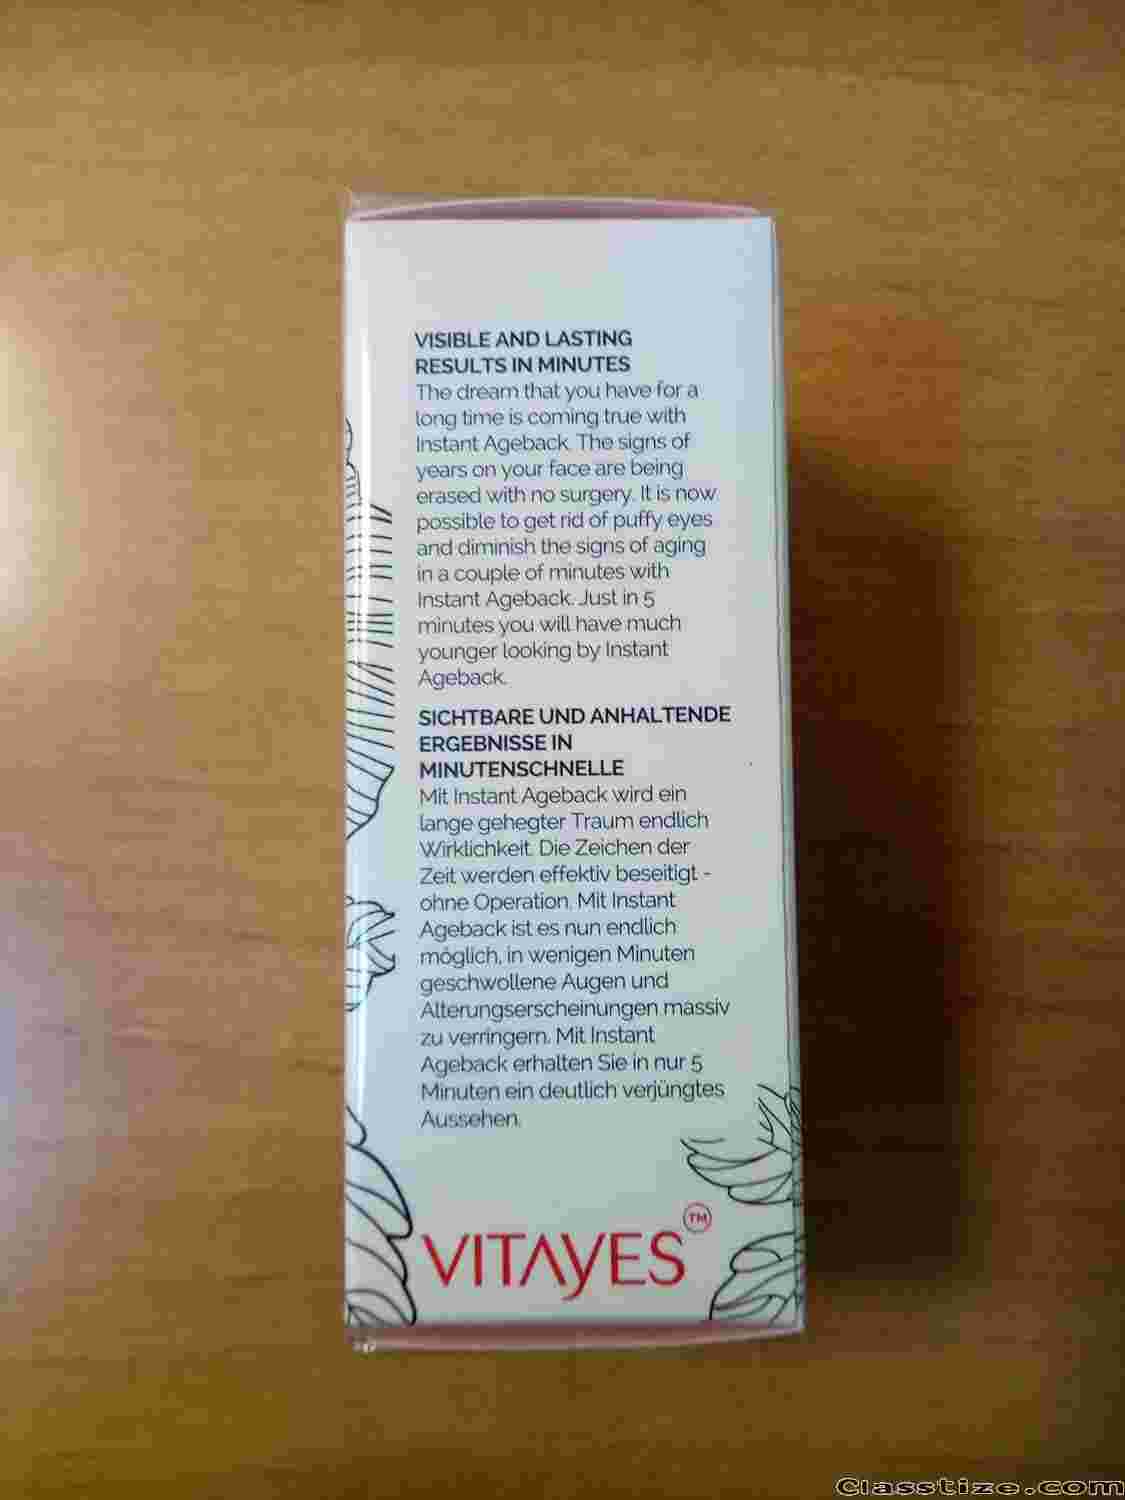 VISIBLE AND LASTING
RESULTS IN MINUTES
The dream that you have for a
long time is coming true with
Instant Ageback. The signs of
years on your face are being
erased with no surgery. It is now
possible to get rid of puffy eyes
and diminish the signs of aging
in a couple of minutes with
Instant Ageback. Just in 5
minutes you will have much
younger looking by Instant
Ageback.
SICHTBARE UND ANHALTENDE
ERGEBNISSE IN
MINUTENSCHNELLE
Mit Instant Ageback wird ein
lange gehegter Traum endlich
Wirklichkeit. Die Zeichen der
Zeit werden effektiv beseitigt -
ohne Operation. Mit Instant
Ageback ist es nun endlich
möglich, in wenigen Minuten
geschwollene Augen und
Alterungserscheinungen massiv
zu verringern. Mit Instant
Ageback erhalten Sie in nur 5
Minuten ein deutlich verjüngtes
Aussehen.
VITAYES TM
Classtize.com